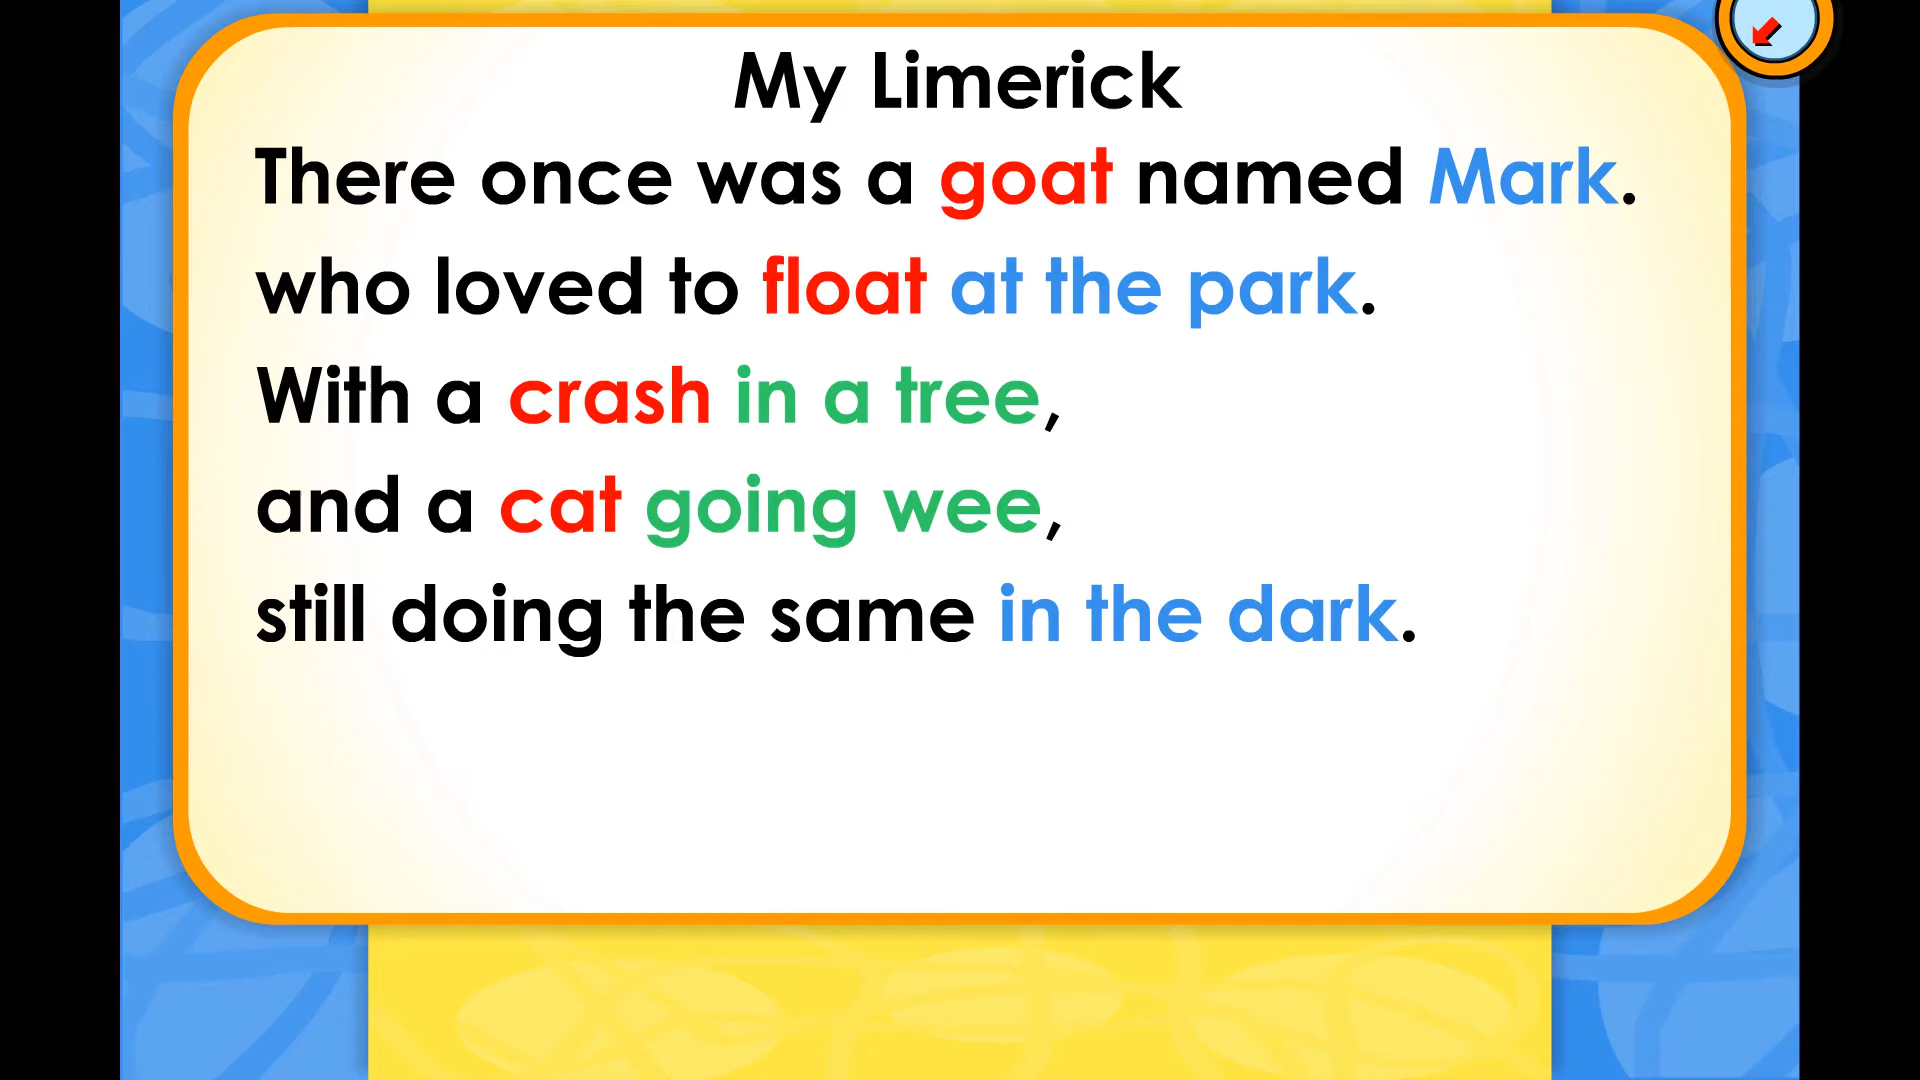 My Limerick
There once was a goat named Mark.
who loved to float at the park.
With a crash in a tree,
and a cat going wee,
still doing the same in the dark.